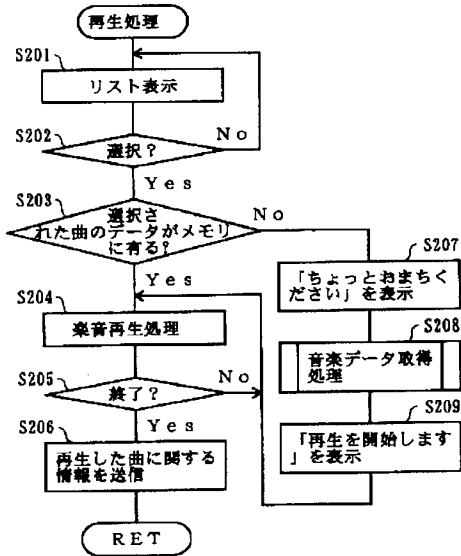 再生処理
S201
リスト表示
S202
No
選択?
Yes
S203
No
選択さ
れた曲のデータがメモリ
に有る?
Yes
S207
「ちょっとおまちく
ださい」を表示
S204
楽音再生処理
S208
音楽データ取得
処理
S205
No
終了?
Yes
S209
「再生を開始します
」を表示
S206
再生した曲に関する
情報を送信
RET